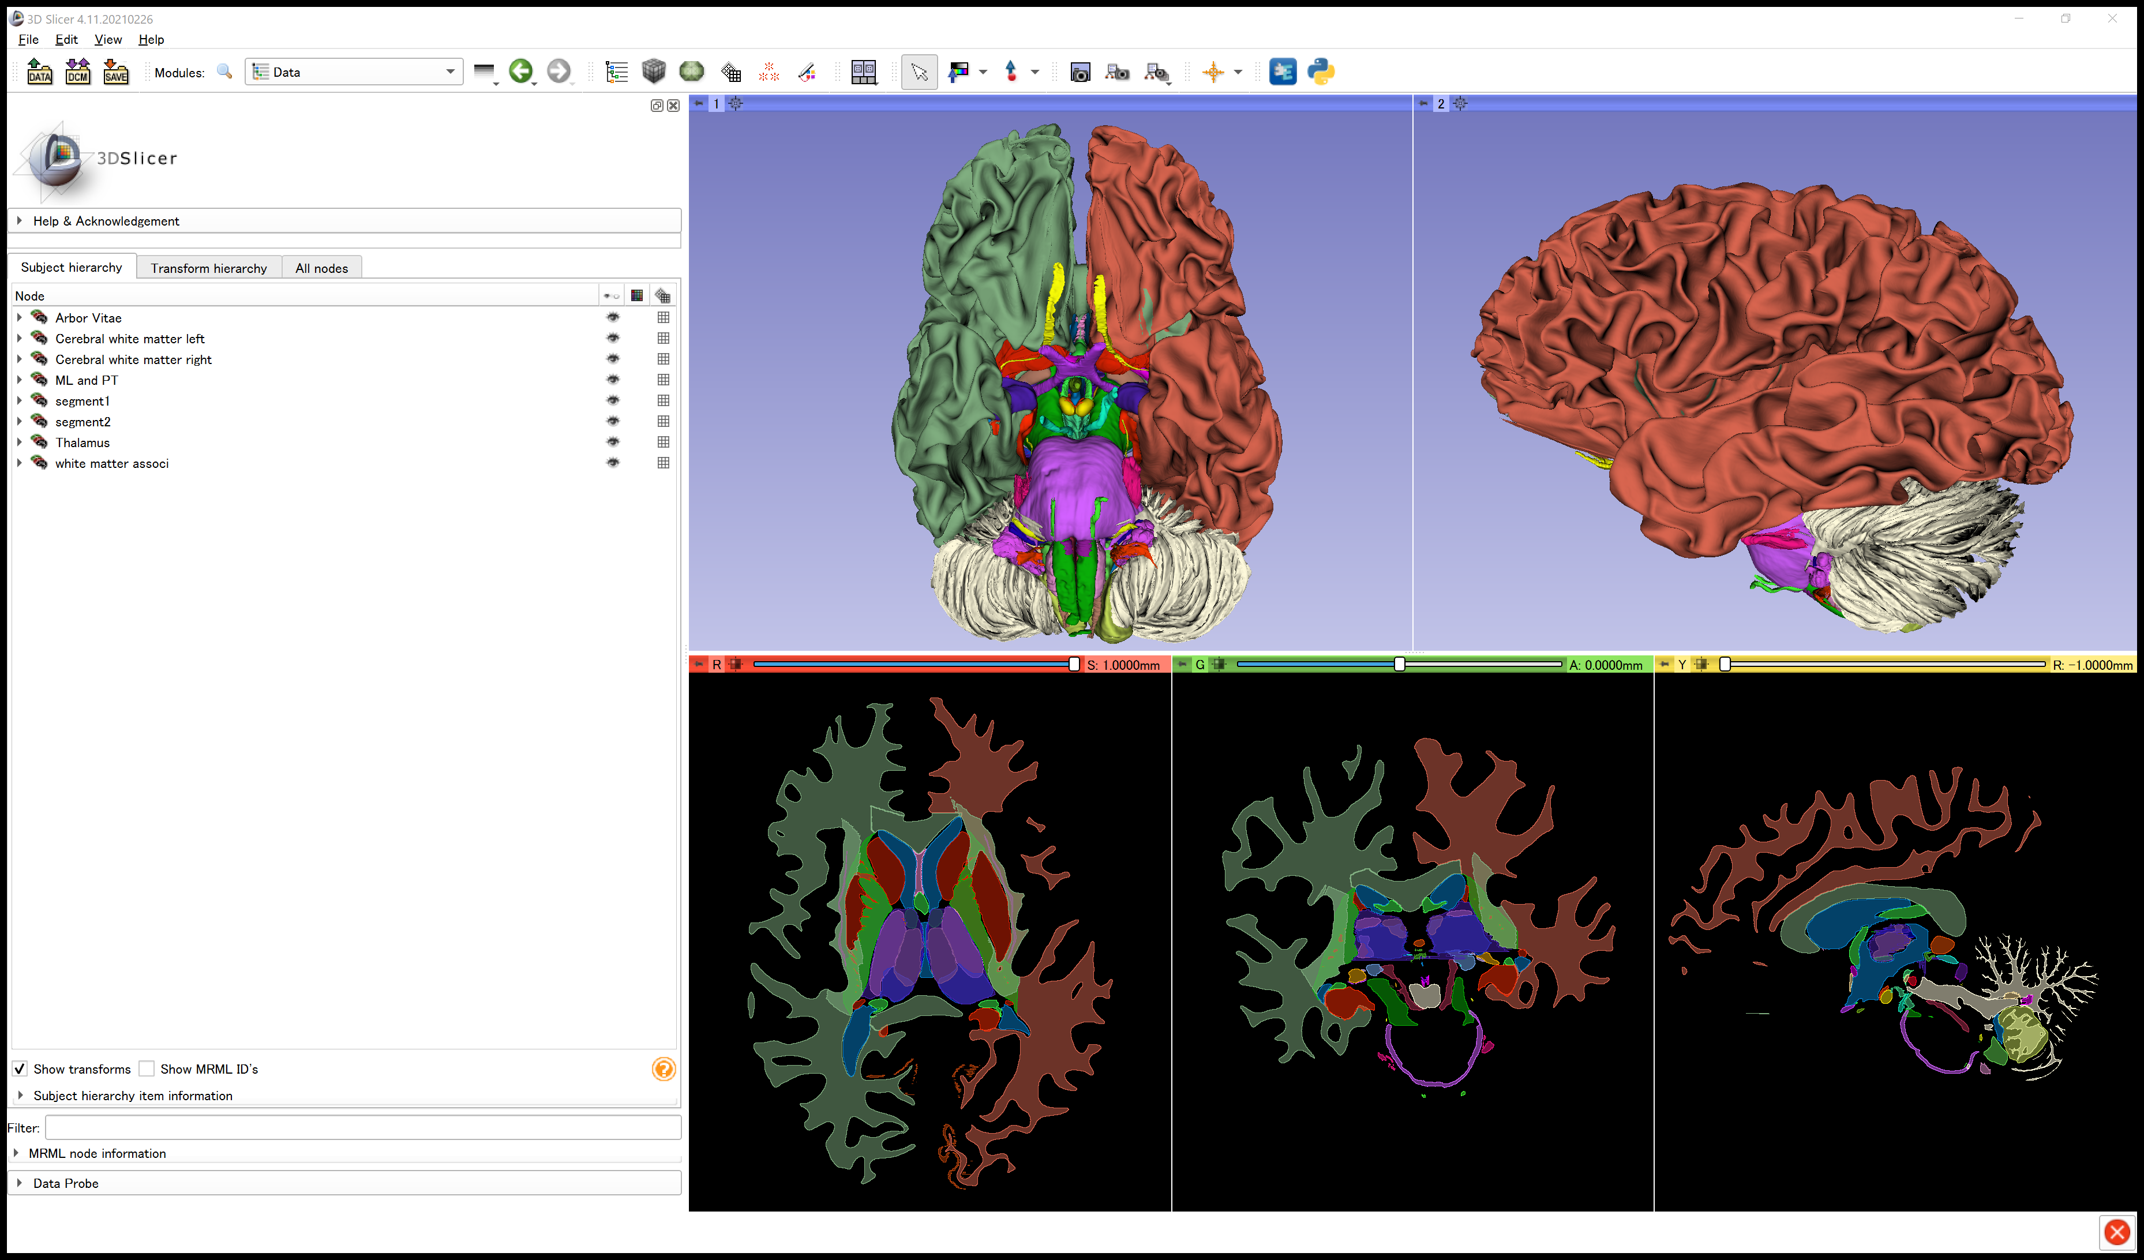 3D Slicer 4.11.20210226
File Edit View Help
DATA DCM SAVE Modules: Data
1
2
3DSlicer
Help & Acknowledgement
Subject hierarchy Transform hierarchy All nodes
Node
Arbor Vitae
Cerebral white matter left
Cerebral white matter right
ML and PT
segment1
segment2
Thalamus
white matter associ
R S: 1.0000mm
G A: 0.0000mm
Y R: -1.0000mm
Show transforms Show MRML ID's
?
Subject hierarchy item information
Filter:
MRML node information
Data Probe